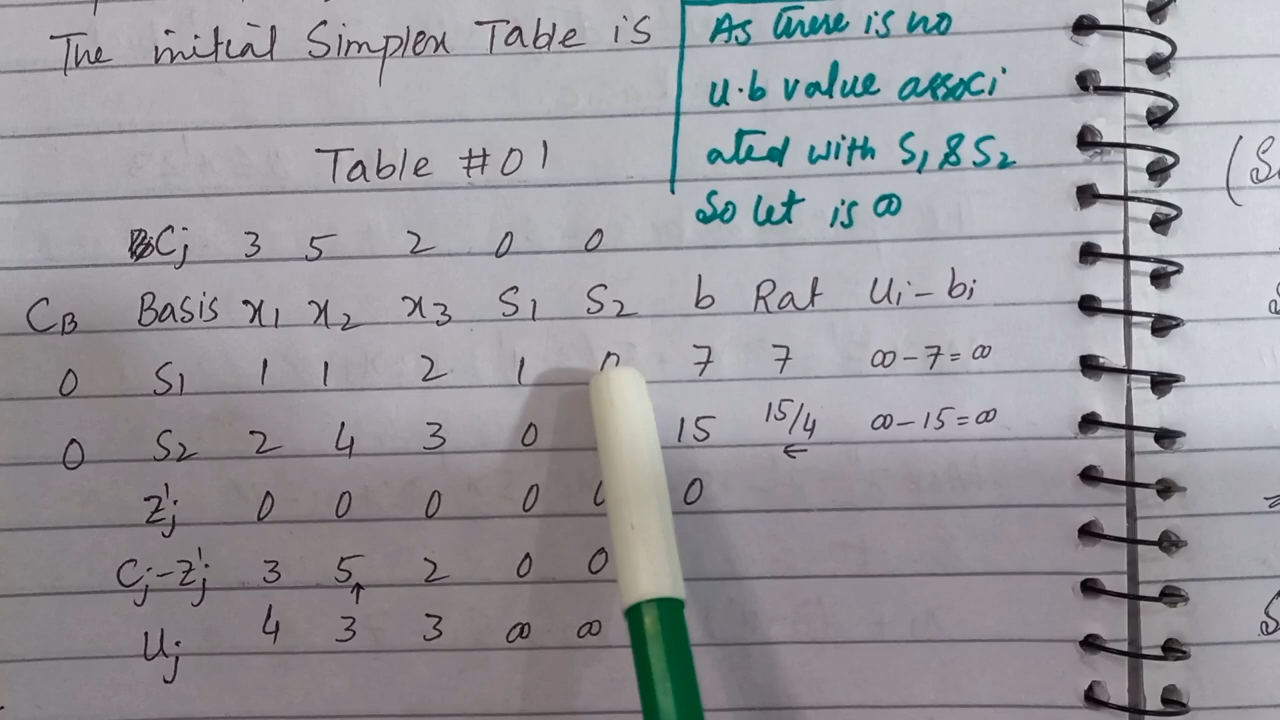 The initial Simplex Table is
As there is no
u.b value associ
ated with S1 & S2
So let is ∞
Table #01
Cj 3 5 2 0 0
CB Basis x1 x2 x3 S1 S2 b Rat Ui-bi
0 S1 1 1 2 1 0 7 7 ∞-7=∞
0 S2 2 4 3 0 15 15/4 ∞-15=∞
←
Zj 0 0 0 0 0
Cj-Zj 3 5 2 0 0
↑
Uj 4 3 3 ∞ ∞